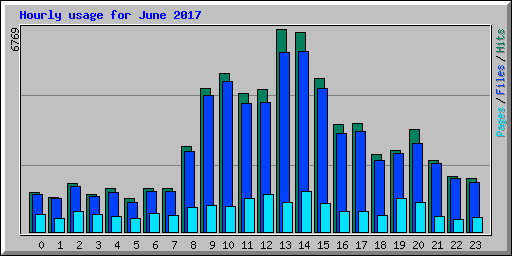 Hourly usage for June 2017
6769
Pages/Files/Hits
0 1 2 3 4 5 6 7 8 9 10 11 12 13 14 15 16 17 18 19 20 21 22 23